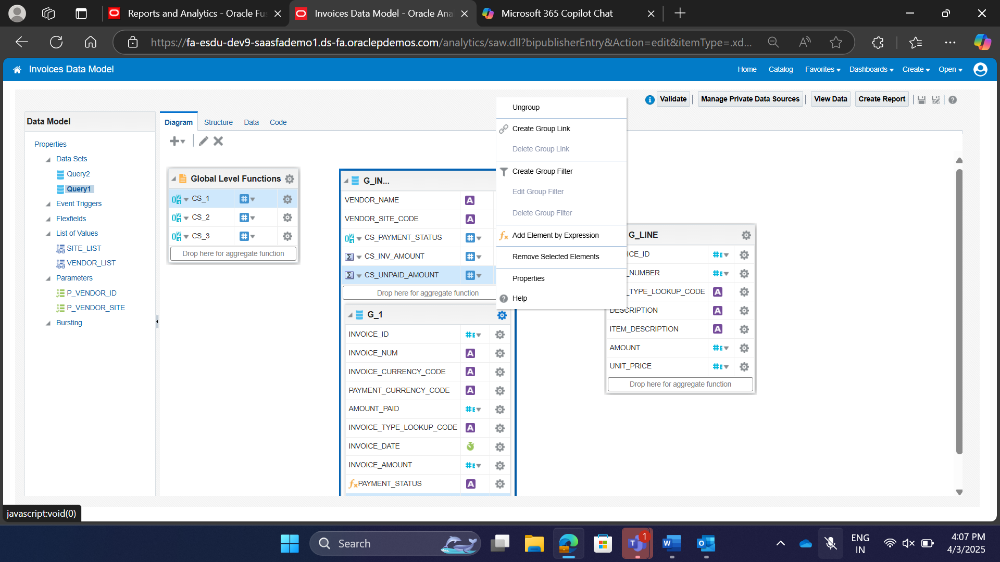 Reports and Analytics - Oracle Fus
Invoices Data Model - Oracle Ana
Microsoft 365 Copilot Chat
https://fa-esdu-dev9-saasfademo1.ds-fa.oraclepdemos.com/analytics/saw.dll?bipublisherEntry&Action=edit&itemType=.xd...
Invoices Data Model
Home
Catalog
Favorites
Dashboards
Create
Open
Validate
Manage Private Data Sources
View Data
Create Report
Data Model
Properties
Data Sets
Query2
Query1
Event Triggers
Flexfields
List of Values
SITE_LIST
VENDOR_LIST
Parameters
P_VENDOR_ID
P_VENDOR_SITE
Bursting
Diagram
Structure
Data
Code
Global Level Functions
CS_1
CS_2
CS_3
Drop here for aggregate function
G_IN...
VENDOR_NAME
VENDOR_SITE_CODE
CS_PAYMENT_STATUS
CS_INV_AMOUNT
CS_UNPAID_AMOUNT
Drop here for aggregate function
G_1
INVOICE_ID
INVOICE_NUM
INVOICE_CURRENCY_CODE
PAYMENT_CURRENCY_CODE
AMOUNT_PAID
INVOICE_TYPE_LOOKUP_CODE
INVOICE_DATE
INVOICE_AMOUNT
PAYMENT_STATUS
Ungroup
Create Group Link
Delete Group Link
Create Group Filter
Edit Group Filter
Delete Group Filter
Add Element by Expression
Remove Selected Elements
Properties
Help
G_LINE
ICE_ID
_NUMBER
_TYPE_LOOKUP_CODE
DESCRIPTION
ITEM_DESCRIPTION
AMOUNT
UNIT_PRICE
Drop here for aggregate function
javascript:void(0)
Search
1
ENG
IN
4:07 PM
4/3/2025